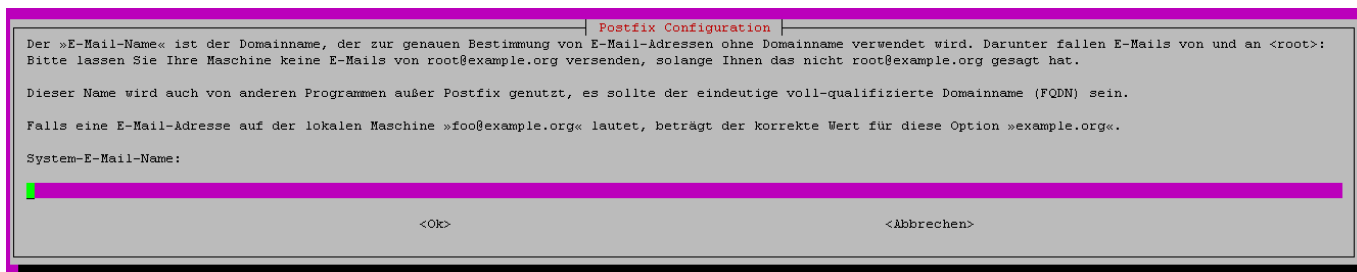 Postfix Configuration
Der »E-Mail-Name« ist der Domainname, der zur genauen Bestimmung von E-Mail-Adressen ohne Domainname verwendet wird. Darunter fallen E-Mails von und an <root>:
Bitte lassen Sie Ihre Maschine keine E-Mails von root@example.org versenden, solange Ihnen das nicht root@example.org gesagt hat.
Dieser Name wird auch von anderen Programmen außer Postfix genutzt, es sollte der eindeutige voll-qualifizierte Domainname (FQDN) sein.
Falls eine E-Mail-Adresse auf der lokalen Maschine »foo@example.org« lautet, beträgt der korrekte Wert für diese Option »example.org«.
System-E-Mail-Name:
<Ok> <Abbrechen>